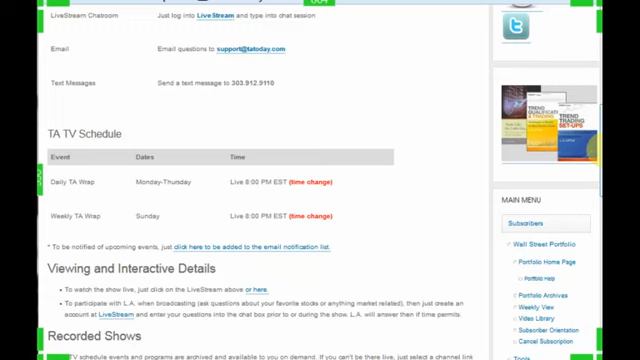 LiveStream Chatroom
Just log into LiveStream and type into chat session
Email
Email questions to support@tatoday.com
Text Messages
Send a text message to 303.912.9110
TREND QUALIFICATION & TRADING
TREND TRADING SET-UPS
TA TV Schedule
Event Dates Time
Daily TA Wrap Monday-Thursday Live 8:00 PM EST (time change)
Weekly TA Wrap Sunday Live 8:00 PM EST (time change)
* To be notified of upcoming events, just click here to be added to the email notification list.
Viewing and Interactive Details
• To watch the show live, just click on the LiveStream above or here.
• To participate with L.A. when broadcasting (ask questions about your favorite stocks or anything market related), then just create an
account at LiveStream and enter your questions into the chat box prior to or during the show. L.A. will answer them if time permits.
Recorded Shows
TV schedule events and programs are archived and available to you on demand. If you can't be there live, just select a channel link
MAIN MENU
Subscribers
Wall Street Portfolio
Portfolio Home Page
Portfolio Help
Portfolio Archives
Weekly View
Video Library
Subscriber Orientation
Cancel Subscription
Tools